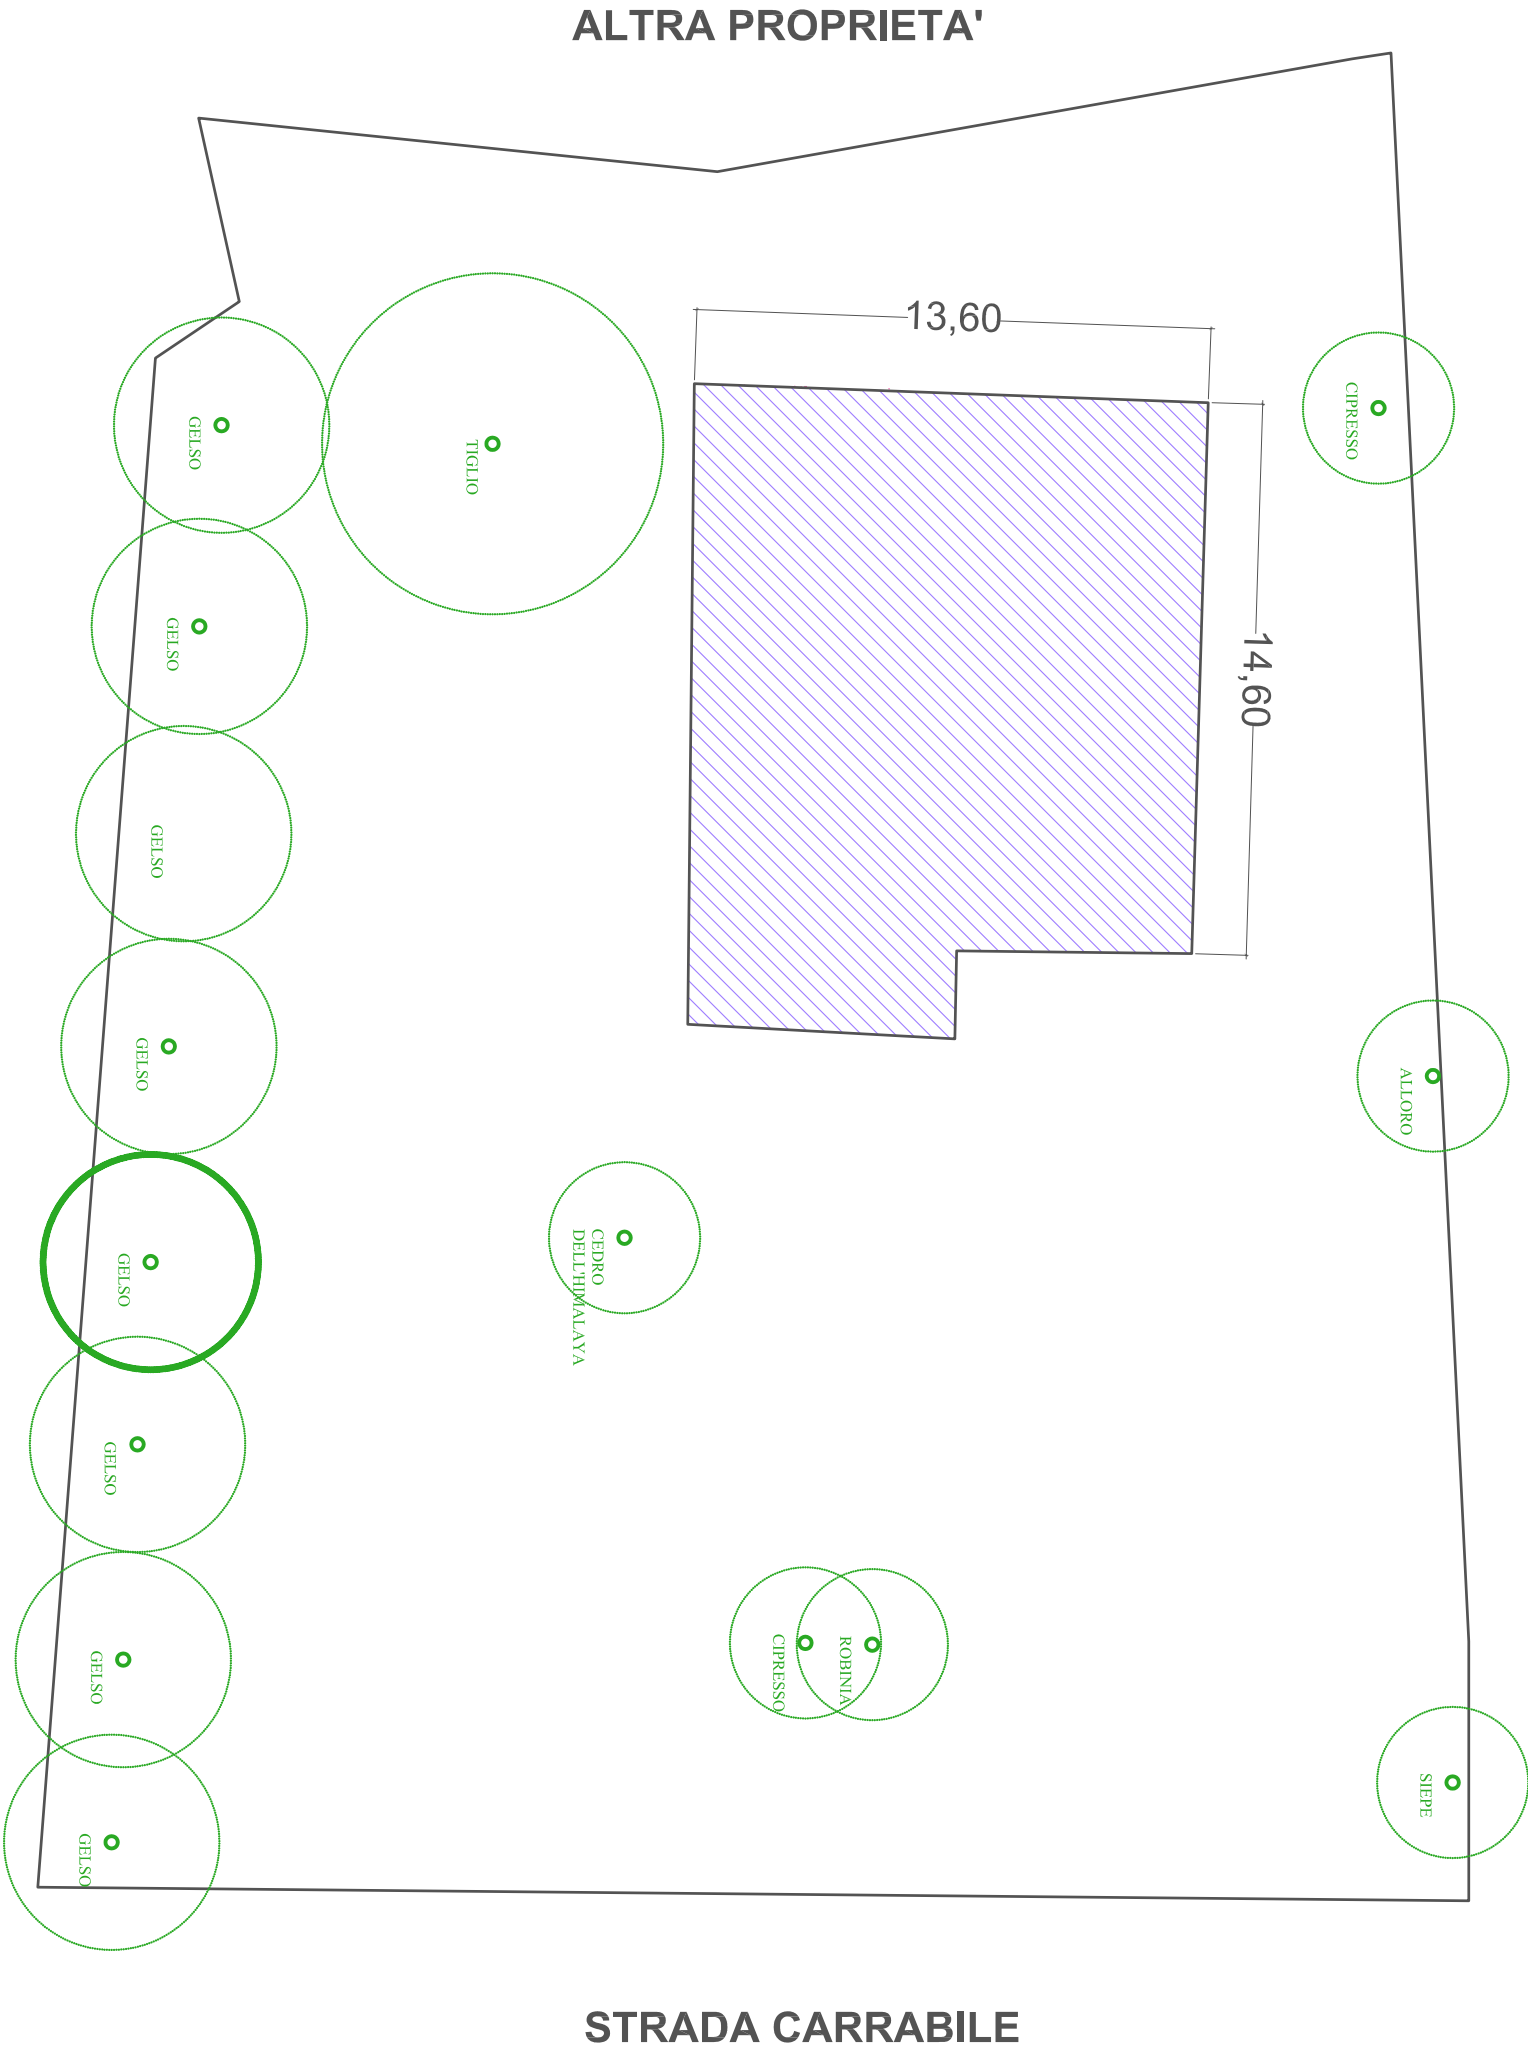 ALTRA PROPRIETA'
13,60
CIPRESSO
GELSO
TIGLIO
GELSO
14,60
GELSO
GELSO
ALLORO
GELSO
CEDRO
DELL'HIMALAYA
GELSO
GELSO
CIPRESSO
ROBINIA
SIEPE
GELSO
STRADA CARRABILE